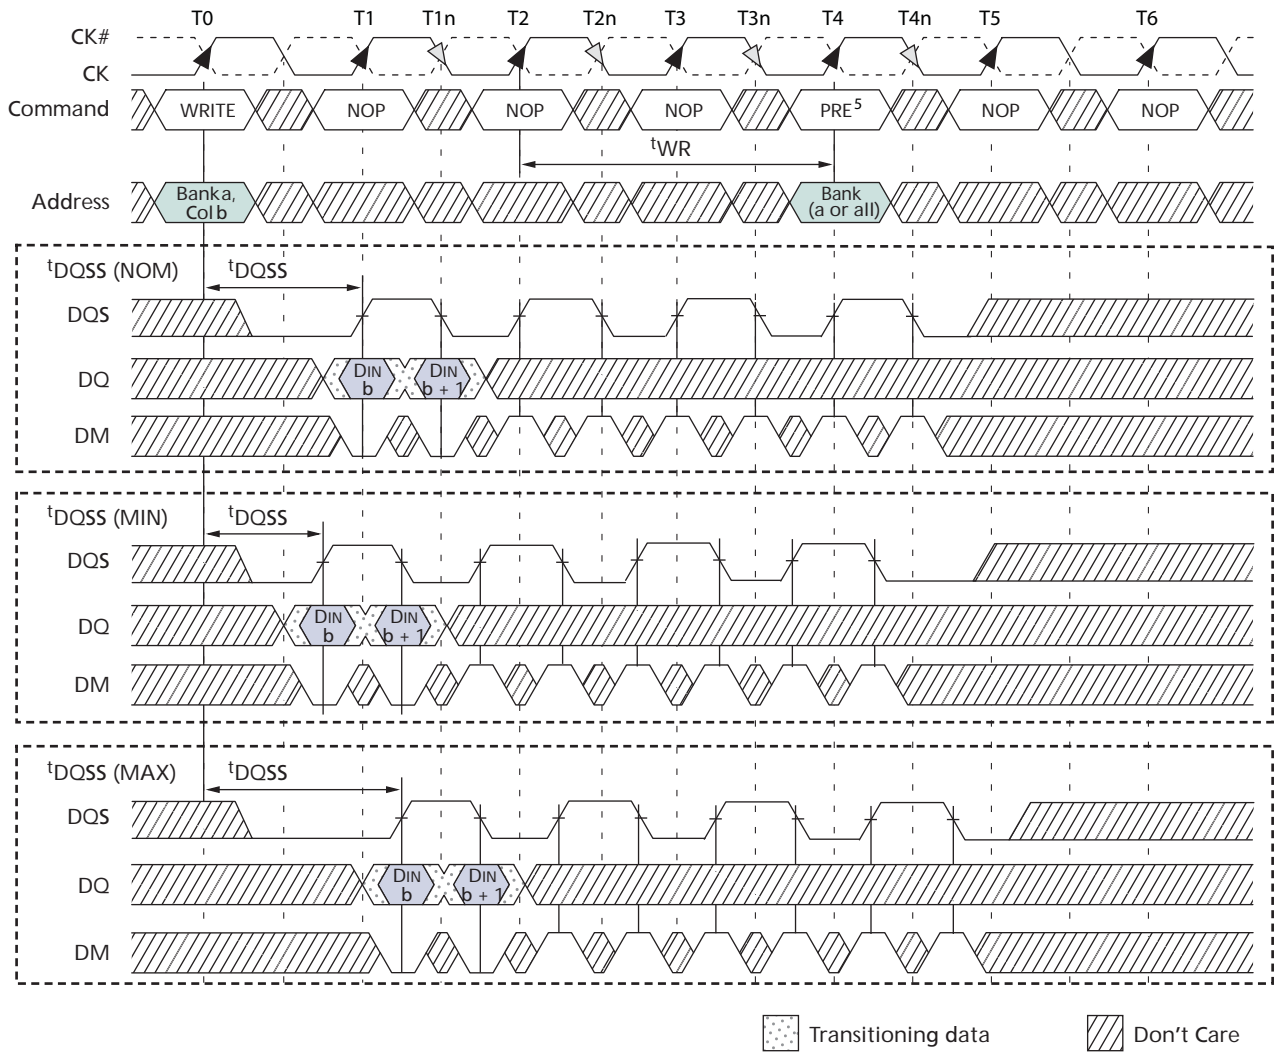 T0 T1 T1n T2 T2n T3 T3n T4 T4n T5 T6
CK#
CK
Command WRITE NOP NOP NOP PRE5 NOP NOP
tWR
Address Bank a, Col b Bank (a or all)
tDQSS (NOM) tDQSS
DQS
DQ DIN b DIN b + 1
DM
tDQSS (MIN) tDQSS
DQS
DQ DIN b DIN b + 1
DM
tDQSS (MAX) tDQSS
DQS
DQ DIN b DIN b + 1
DM
Transitioning data Don't Care